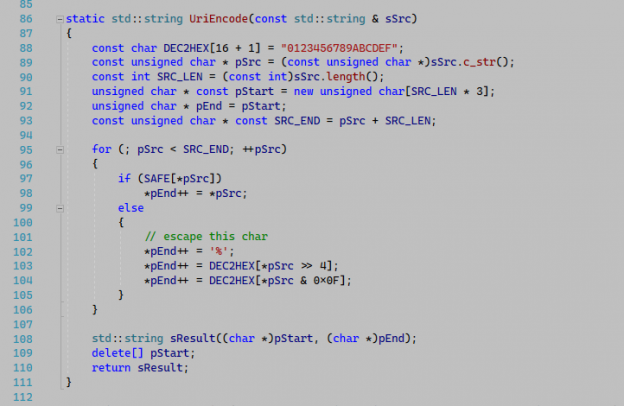 85
86 static std::string UriEncode(const std::string & sSrc)
87 {
88     const char DEC2HEX[16 + 1] = "0123456789ABCDEF";
89     const unsigned char * pSrc = (const unsigned char *)sSrc.c_str();
90     const int SRC_LEN = (const int)sSrc.length();
91     unsigned char * const pStart = new unsigned char[SRC_LEN * 3];
92     unsigned char * pEnd = pStart;
93     const unsigned char * const SRC_END = pSrc + SRC_LEN;
94
95     for (; pSrc < SRC_END; ++pSrc)
96     {
97         if (SAFE[*pSrc])
98             *pEnd++ = *pSrc;
99         else
100         {
101             // escape this char
102             *pEnd++ = '%';
103             *pEnd++ = DEC2HEX[*pSrc >> 4];
104             *pEnd++ = DEC2HEX[*pSrc & 0x0F];
105         }
106     }
107
108     std::string sResult((char *)pStart, (char *)pEnd);
109     delete[] pStart;
110     return sResult;
111 }
112